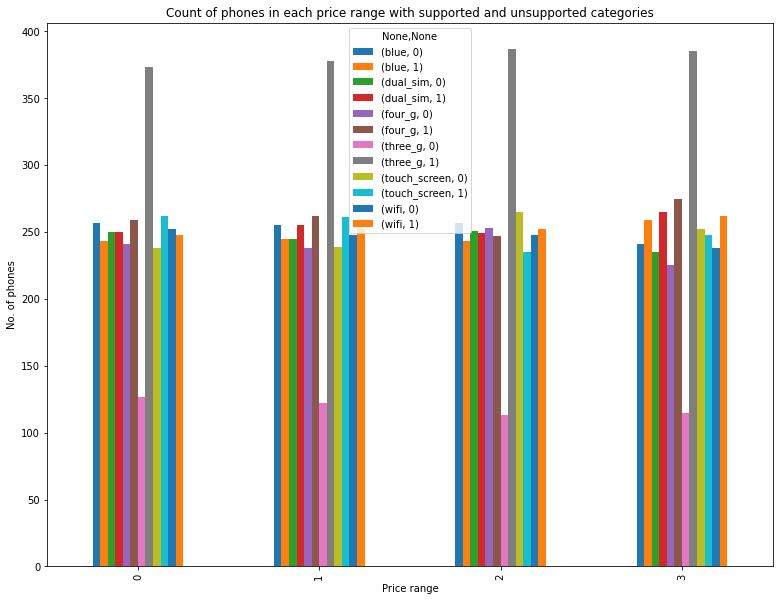 Count of phones in each price range with supported and unsupported categories
None,None
(blue, 0)
(blue, 1)
(dual_sim, 0)
(dual_sim, 1)
(four_g, 0)
(four_g, 1)
(three_g, 0)
(three_g, 1)
(touch_screen, 0)
(touch_screen, 1)
(wifi, 0)
(wifi, 1)
400
350
300
250
200
150
100
50
0
No. of phones
0
1
2
3
Price range